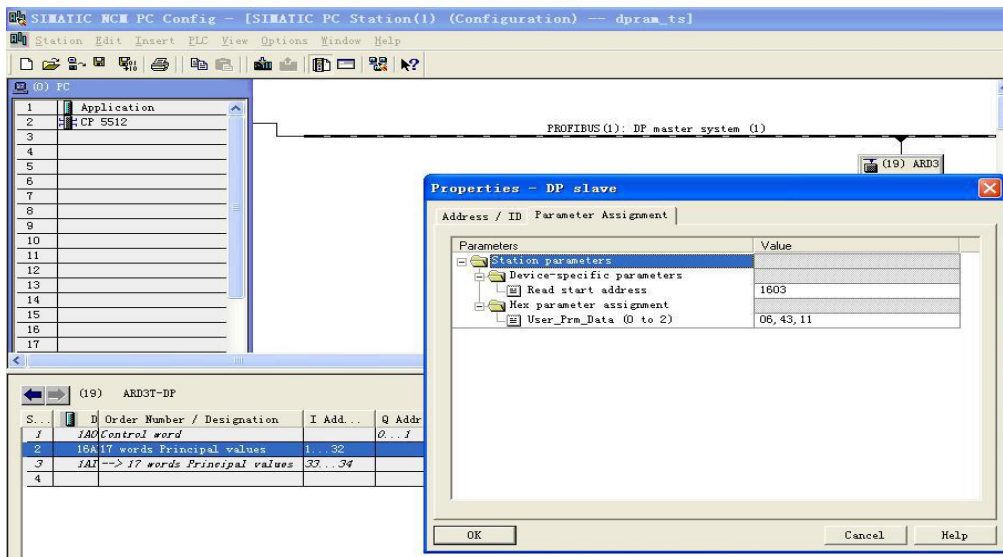 SIMATIC NCM PC Config - [SIMATIC PC Station(1) (Configuration) -- dpram_ts]
Station Edit Insert PLC View Options Window Help
(0) PC
1 Application
2 CP 5512
3
4
5
6
7
8
9
10
11
12
13
14
15
16
17
PROFIBUS(1): DP master system (1)
(19) ARD3
Properties - DP slave
Address / ID Parameter Assignment
Parameters Value
Station parameters
Device-specific parameters
Read start address 1603
Hex parameter assignment
User_Prm_Data (0 to 2) 06,43,11
OK Cancel Help
(19) ARD3T-DP
S... D Order Number / Designation I Add... Q Addr
1 1AO Control word 0...1
2 16A 17 words Principal values 1...32
3 1AI --> 17 words Principal values 33...34
4